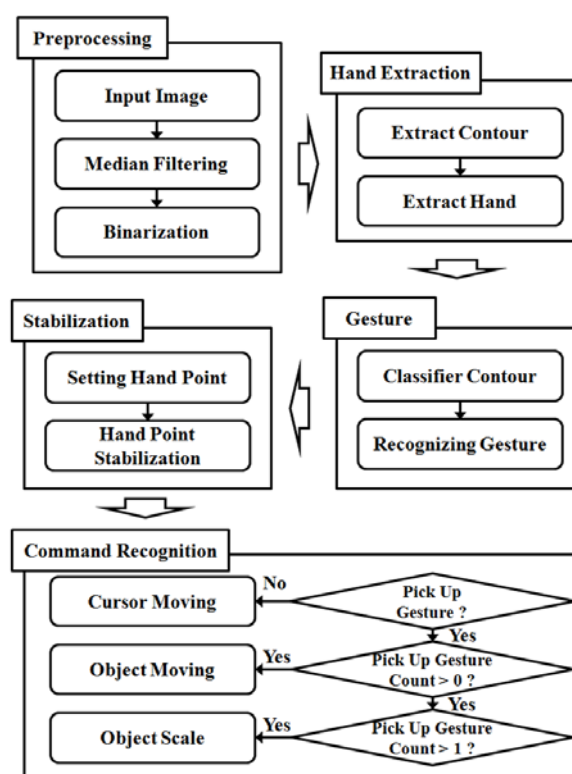 Preprocessing
Input Image
Median Filtering
Binarization
Hand Extraction
Extract Contour
Extract Hand
Stabilization
Setting Hand Point
Hand Point
Stabilization
Gesture
Classifier Contour
Recognizing Gesture
Command Recognition
Cursor Moving
No
Pick Up
Gesture ?
Yes
Object Moving
Yes
Pick Up Gesture
Count > 0 ?
Yes
Object Scale
Yes
Pick Up Gesture
Count > 1 ?